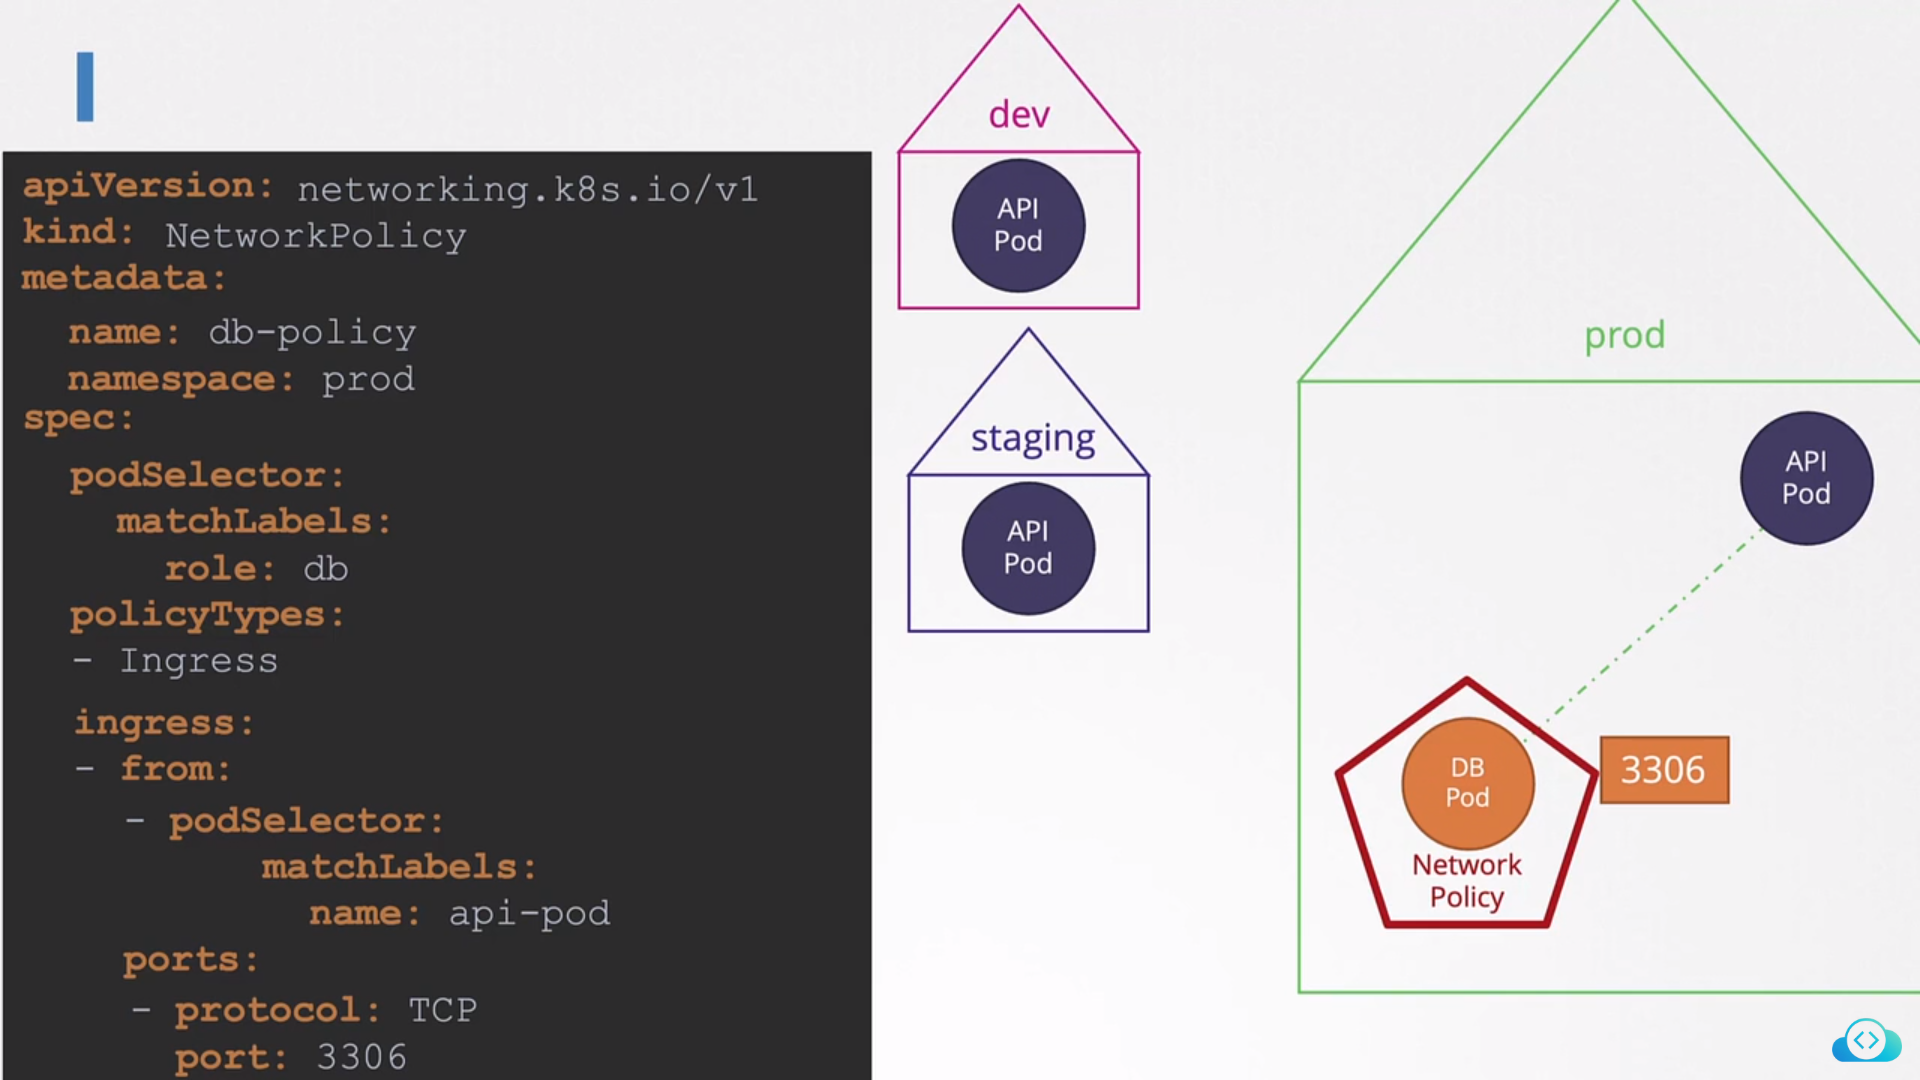 apiVersion: networking.k8s.io/v1
kind: NetworkPolicy
metadata:
  name: db-policy
  namespace: prod
spec:
  podSelector:
    matchLabels:
      role: db
  policyTypes:
  - Ingress
  ingress:
  - from:
    - podSelector:
        matchLabels:
          name: api-pod
    ports:
    - protocol: TCP
      port: 3306
dev
API
Pod
staging
API
Pod
prod
API
Pod
DB
Pod
Network
Policy
3306